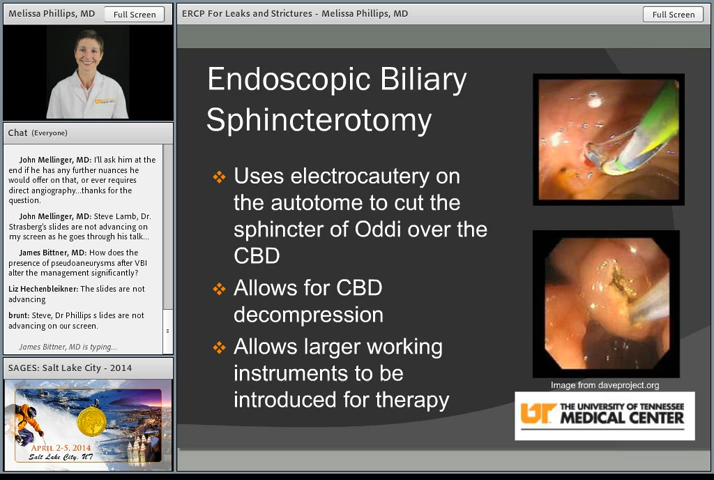 Melissa Phillips, MD
Full Screen
ERCP For Leaks and Strictures - Melissa Phillips, MD
Full Screen
Chat (Everyone)
John Mellinger, MD: I'll ask him at the
end if he has any further nuances he
would offer on that, or ever requires
direct angiography...thanks for the
question.
John Mellinger, MD: Steve Lamb, Dr.
Strasberg's slides are not advancing on
my screen as he goes through his talk...
James Bittner, MD: How does the
presence of pseudoaneurysms after VBI
alter the management significantly?
Liz Hechenbleikner: The slides are not
advancing
brunt: Steve, Dr Phillips s lides are not
advancing on our screen.
James Bittner, MD is typing...
SAGES: Salt Lake City - 2014
APRIL 2-5, 2014
Salt Lake City, UT
Endoscopic Biliary
Sphincterotomy
Uses electrocautery on
the autotome to cut the
sphincter of Oddi over the
CBD
Allows for CBD
decompression
Allows larger working
instruments to be
introduced for therapy
Image from daveproject.org
UT THE UNIVERSITY OF TENNESSEE
MEDICAL CENTER